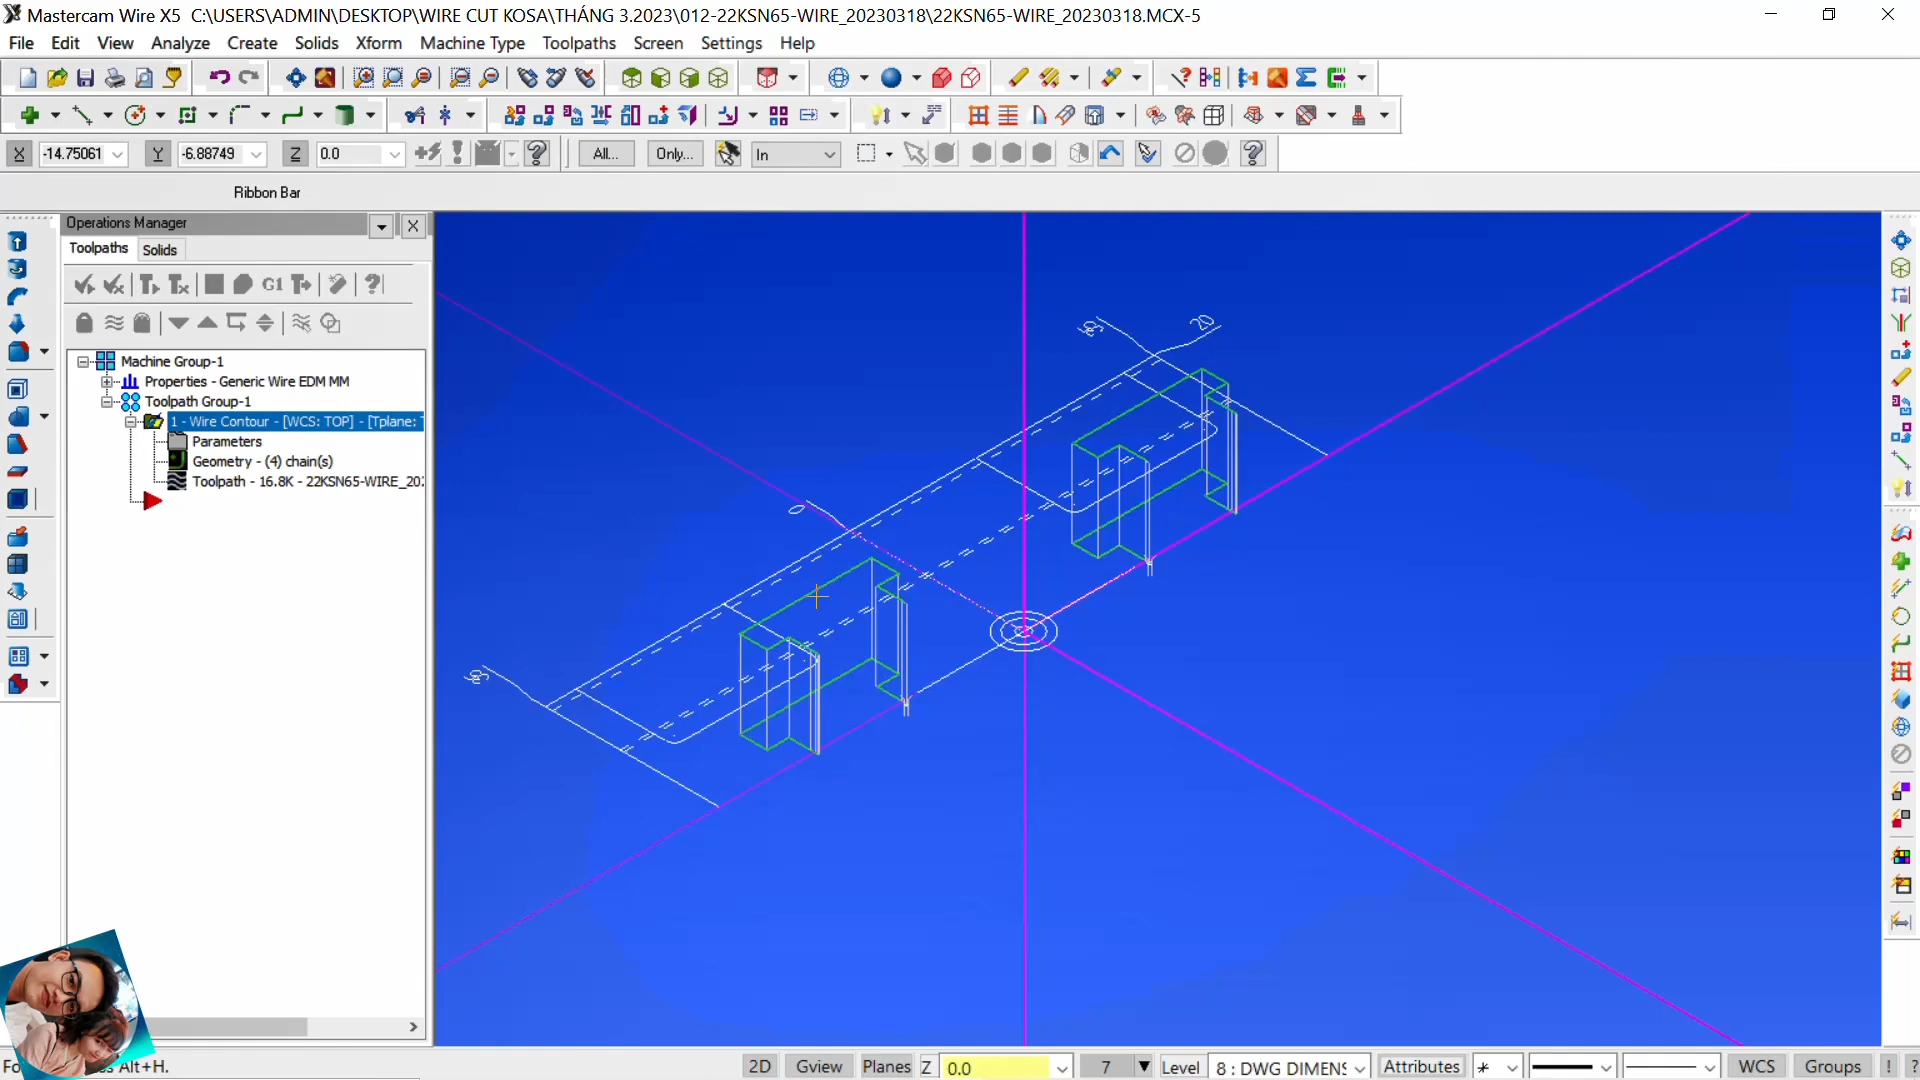 Mastercam Wire X5 C:\USERS\ADMIN\DESKTOP\WIRE CUT KOSA\THÁNG 3.2023\012-22KSN65-WIRE_20230318\22KSN65-WIRE_20230318.MCX-5
File Edit View Analyze Create Solids Xform Machine Type Toolpaths Screen Settings Help
X -14.75061 Y -6.88749 Z 0.0 All... Only... In
Ribbon Bar
Operations Manager
Toolpaths Solids
G1
Machine Group-1
Properties - Generic Wire EDM MM
Toolpath Group-1
1 - Wire Contour - [WCS: TOP] - [Tplane:
Parameters
Geometry - (4) chain(s)
Toolpath - 16.8K - 22KSN65-WIRE_20
20
0
Alt+H.
2D Gview Planes Z 0.0 7 Level 8 : DWG DIMENS Attributes WCS Groups ! ?